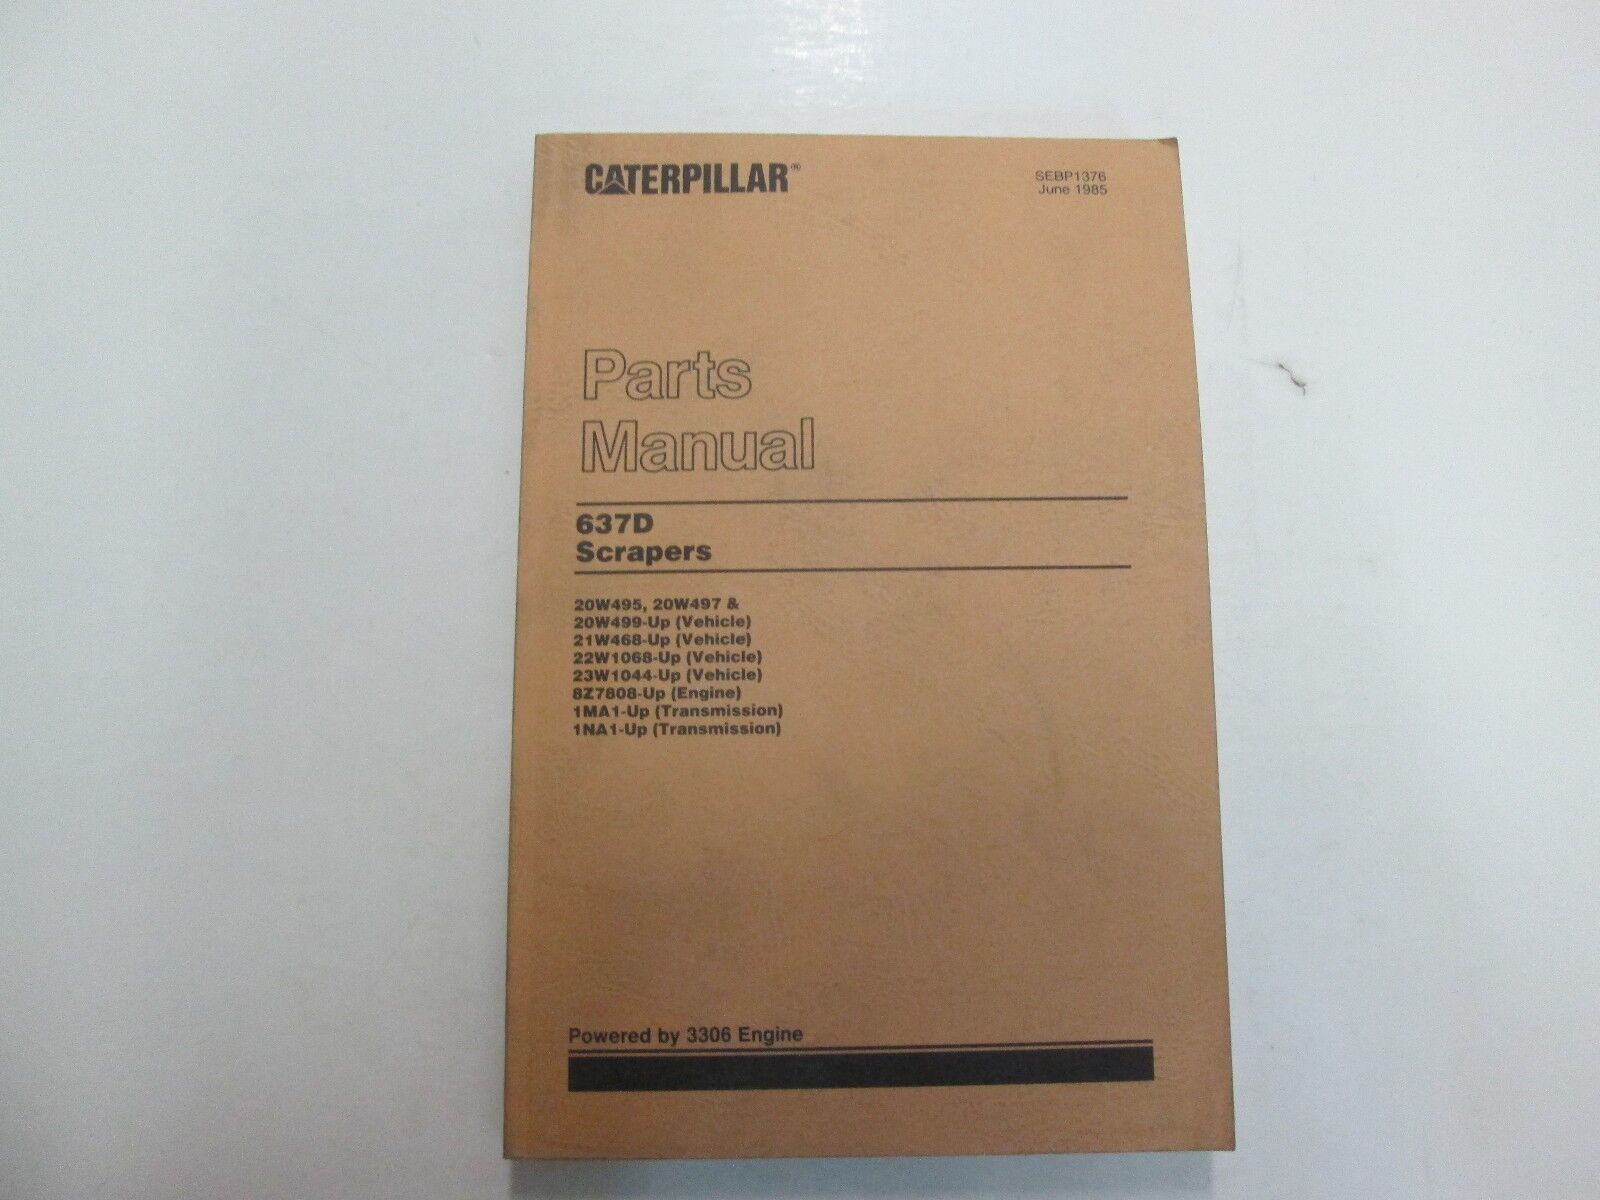 CATERPILLAR®
SEBP1376
June 1985
Parts
Manual
637D
Scrapers
20W495, 20W497 &
20W499-Up (Vehicle)
21W468-Up (Vehicle)
22W1068-Up (Vehicle)
23W1044-Up (Vehicle)
8Z7808-Up (Engine)
1MA1-Up (Transmission)
1NA1-Up (Transmission)
Powered by 3306 Engine